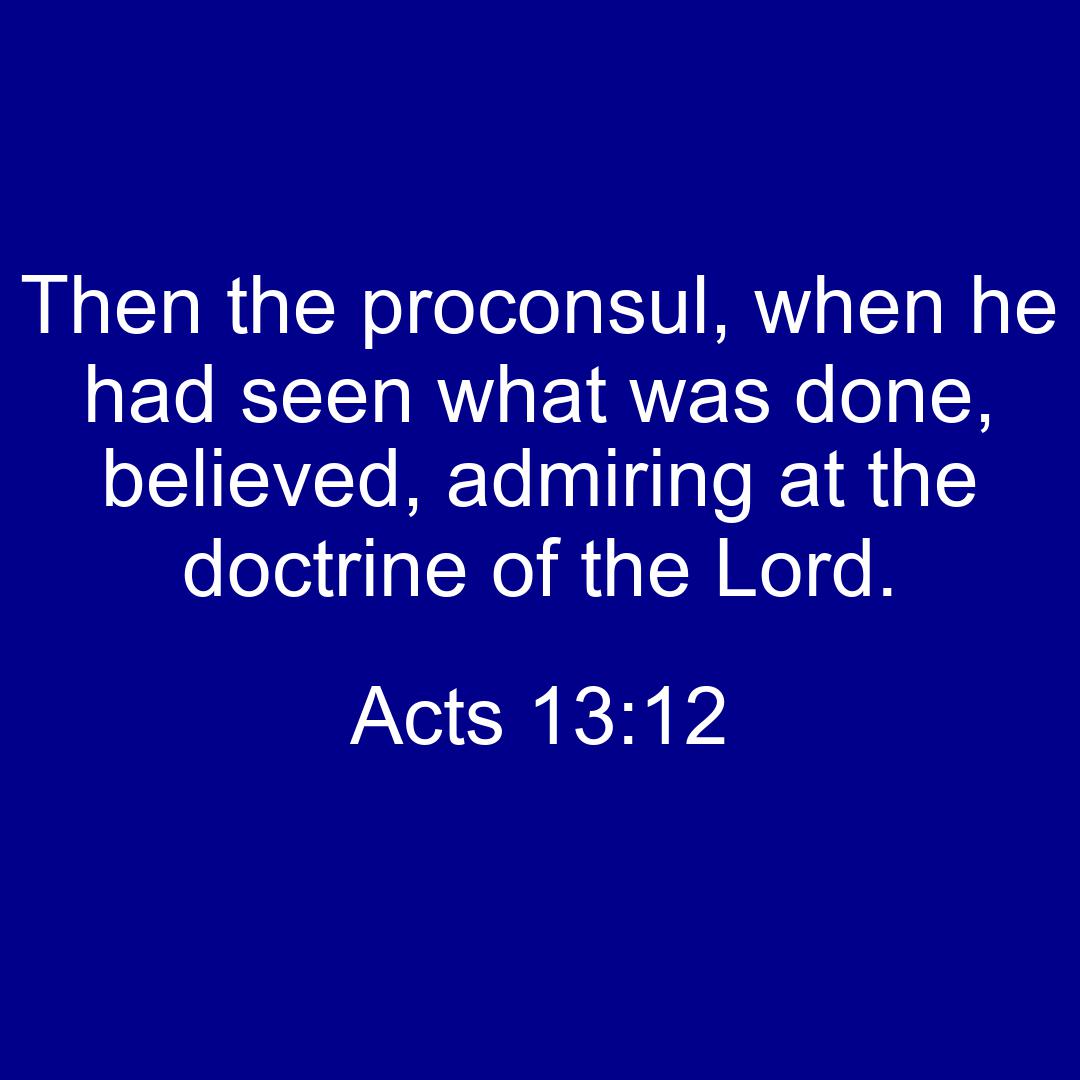 Then the proconsul, when he
had seen what was done,
believed, admiring at the
doctrine of the Lord.
Acts 13:12